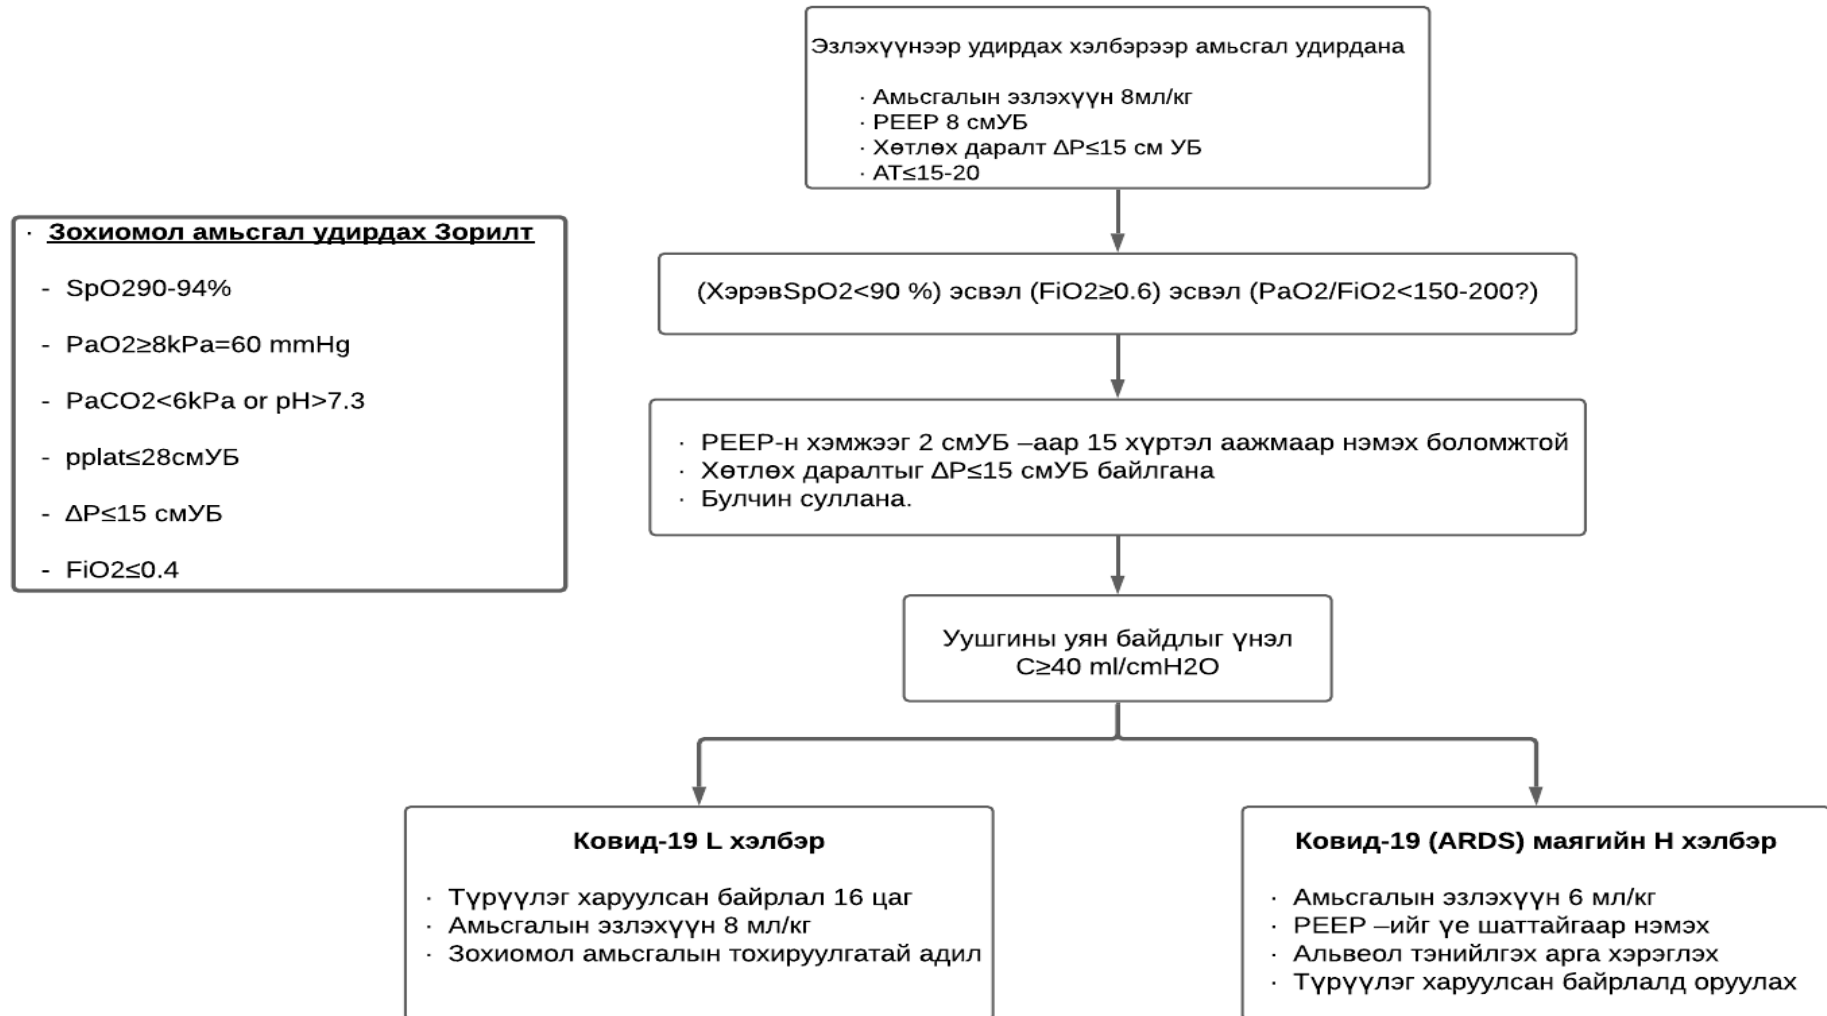 Эзлэхүүнээр удирдах хэлбэрээр амьсгал удирдана
· Амьсгалын эзлэхүүн 8мл/кг
· PEEP 8 смУБ
· Хөтлөх даралт ΔP≤15 см УБ
· АТ≤15-20
· Зохиомол амьсгал удирдах Зорилт
- SpO290-94%
- PaO2≥8kPa=60 mmHg
- PaCO2<6kPa or pH>7.3
- pplat≤28смУБ
- ΔP≤15 смУБ
- FiO2≤0.4
(ХэрэвSpO2<90 %) эсвэл (FiO2≥0.6) эсвэл (PaO2/FiO2<150-200?)
· PEEP-н хэмжээг 2 смУБ –аар 15 хүртэл аажмаар нэмэх боломжтой
· Хөтлөх даралтыг ΔP≤15 смУБ байлгана
· Булчин суллана.
Уушгины уян байдлыг үнэл
C≥40 ml/cmH2O
Ковид-19 L хэлбэр
· Түрүүлэг харуулсан байрлал 16 цаг
· Амьсгалын эзлэхүүн 8 мл/кг
· Зохиомол амьсгалын тохируулгатай адил
Ковид-19 (ARDS) маягийн H хэлбэр
· Амьсгалын эзлэхүүн 6 мл/кг
· PEEP –ийг үе шаттайгаар нэмэх
· Альвеол тэнийлгэх арга хэрэглэх
· Түрүүлэг харуулсан байрлалд оруулах